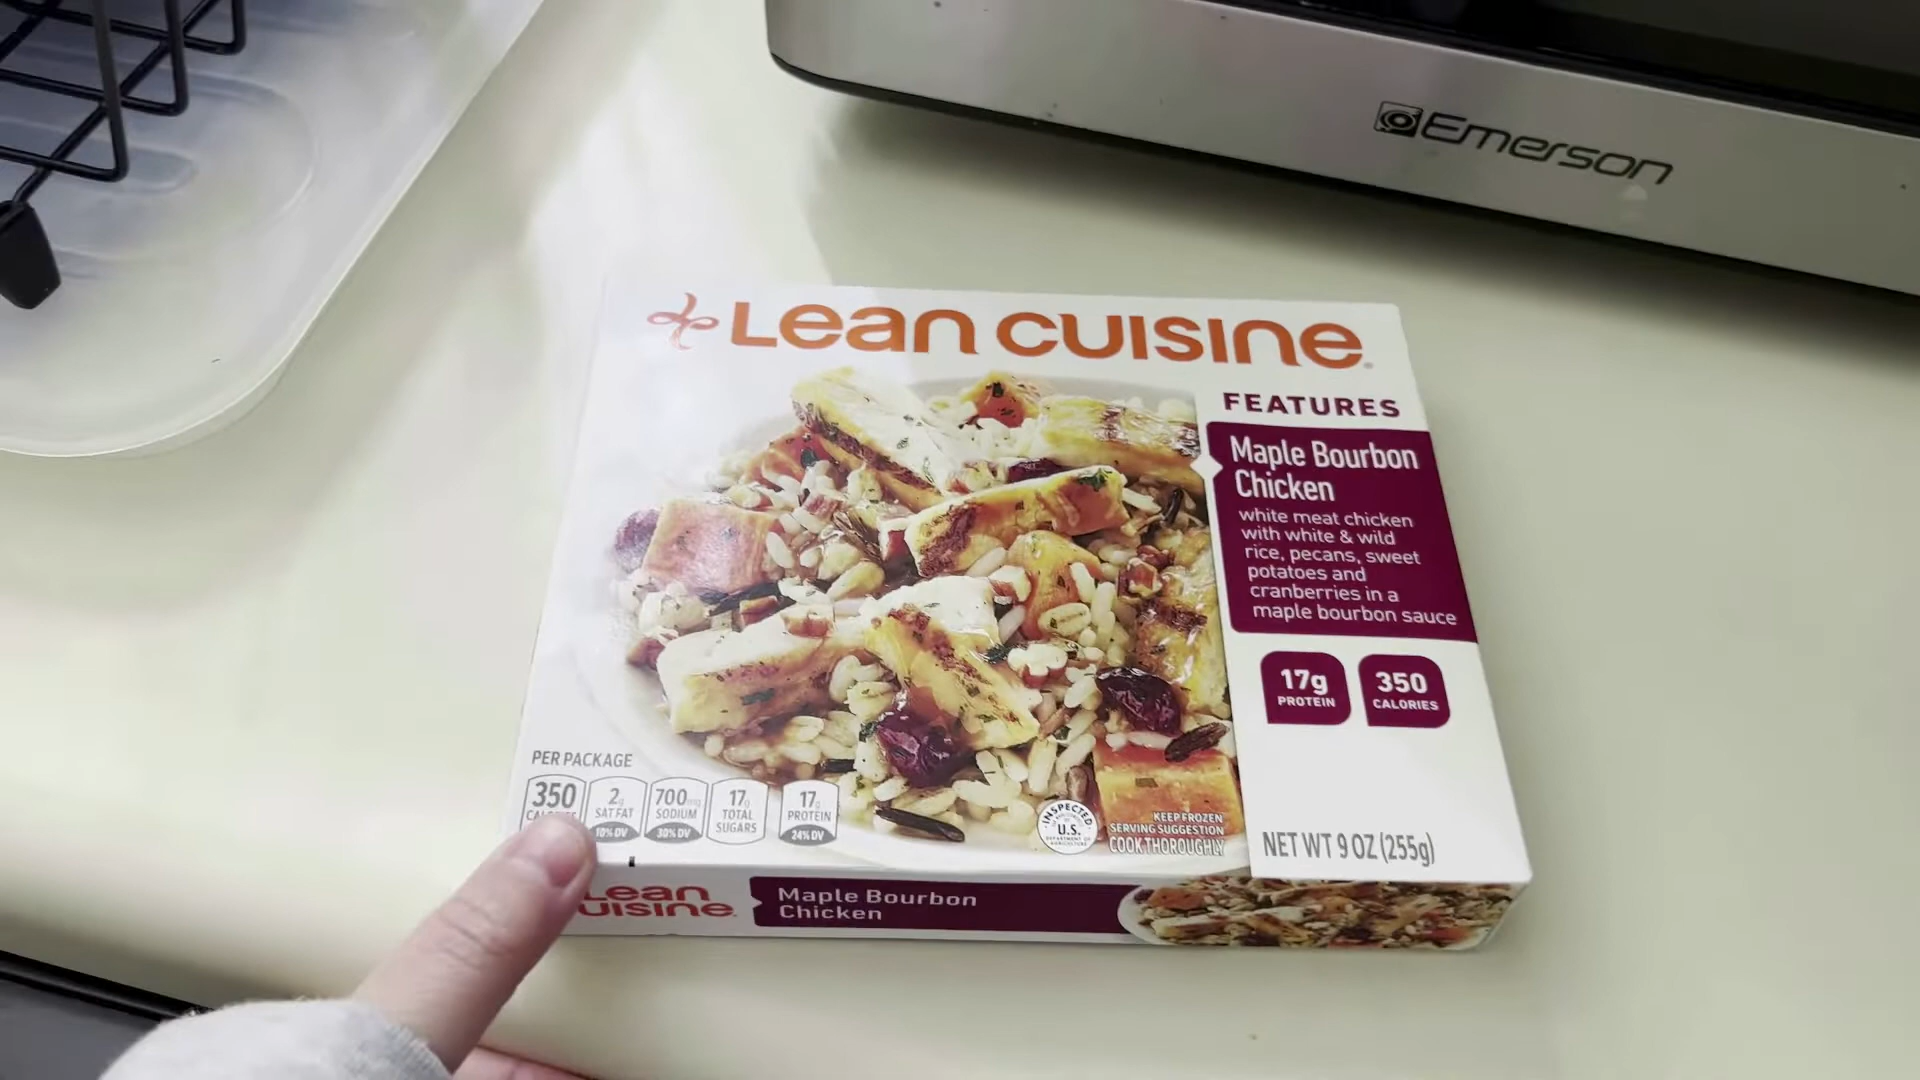 Emerson
Lean Cuisine
FEATURES
Maple Bourbon
Chicken
white meat chicken
with white & wild
rice, pecans, sweet
potatoes and
cranberries in a
maple bourbon sauce
17g
PROTEIN
350
CALORIES
PER PACKAGE
350
2g
SAT FAT
10% DV
700mg
SODIUM
30% DV
17g
TOTAL
SUGARS
17g
PROTEIN
24% DV
INSPECTED
U.S.
DEPARTMENT OF
AGRICULTURE
KEEP FROZEN
SERVING SUGGESTION
COOK THOROUGHLY
NET WT 9 OZ (255g)
Lean
Cuisine
Maple Bourbon
Chicken